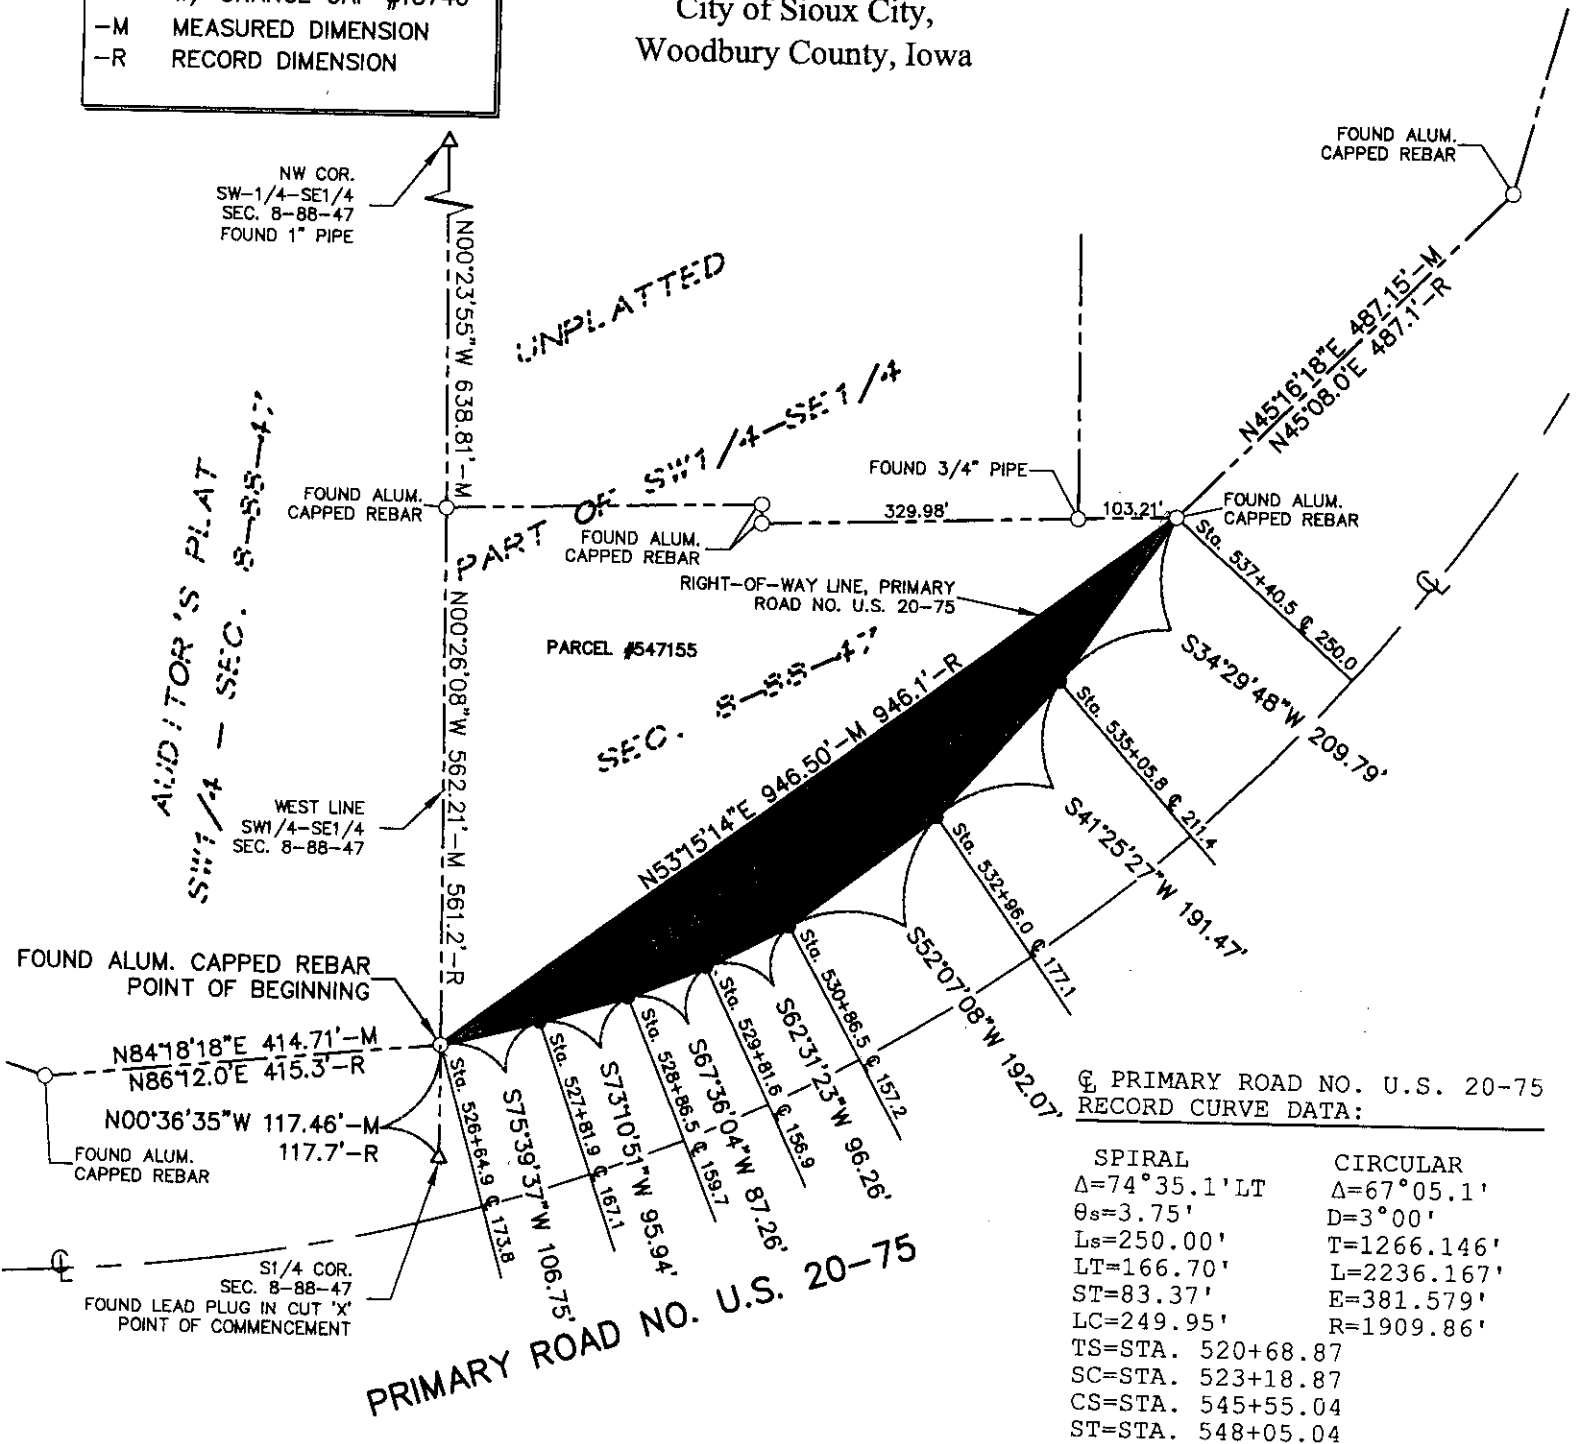 -M MEASURED DIMENSION
-R RECORD DIMENSION
City of Sioux City,
Woodbury County, Iowa
NW COR.
SW-1/4-SE1/4
SEC. 8-88-47
FOUND 1" PIPE
FOUND ALUM.
CAPPED REBAR
N00°23'55"W 638.81'-M
UNPLATTED
PART OF SW1/4-SE1/4
SEC. 8-88-47
AUDITOR'S PLAT
SW1/4 - SEC. 8-88-47
N45°16'18"E 487.15'-M
N45°08.0'E 487.1'-R
FOUND 3/4" PIPE
FOUND ALUM.
CAPPED REBAR
FOUND ALUM.
CAPPED REBAR
329.98'
103.21'
FOUND ALUM.
CAPPED REBAR
RIGHT-OF-WAY LINE, PRIMARY
ROAD NO. U.S. 20-75
PARCEL #547155
N00°26'08"W 562.21'-M 561.2'-R
WEST LINE
SW1/4-SE1/4
SEC. 8-88-47
N53°15'14"E 946.50'-M 946.1'-R
Sta. 537+40.5 ℄ 250.0
S34°29'48"W 209.79'
Sta. 535+05.8 ℄ 211.4
S41°25'27"W 191.47'
Sta. 532+96.0 ℄ 177.1
S52°07'08"W 192.07'
Sta. 530+86.5 ℄ 157.2
S62°31'23"W 96.26'
Sta. 529+81.6 ℄ 156.9
S67°36'04"W 87.26'
Sta. 528+86.5 ℄ 159.7
S73°10'51"W 95.94'
Sta. 527+81.9 ℄ 167.1
S75°39'37"W 106.75'
Sta. 526+64.9 ℄ 173.8
℄
FOUND ALUM. CAPPED REBAR
POINT OF BEGINNING
N84°18'18"E 414.71'-M
N86°12.0'E 415.3'-R
N00°36'35"W 117.46'-M
117.7'-R
FOUND ALUM.
CAPPED REBAR
℄
S1/4 COR.
SEC. 8-88-47
FOUND LEAD PLUG IN CUT 'X'
POINT OF COMMENCEMENT
PRIMARY ROAD NO. U.S. 20-75
℄ PRIMARY ROAD NO. U.S. 20-75
RECORD CURVE DATA:
SPIRAL CIRCULAR
Δ=74°35.1'LT Δ=67°05.1'
θs=3.75' D=3°00'
Ls=250.00' T=1266.146'
LT=166.70' L=2236.167'
ST=83.37' E=381.579'
LC=249.95' R=1909.86'
TS=STA. 520+68.87
SC=STA. 523+18.87
CS=STA. 545+55.04
ST=STA. 548+05.04